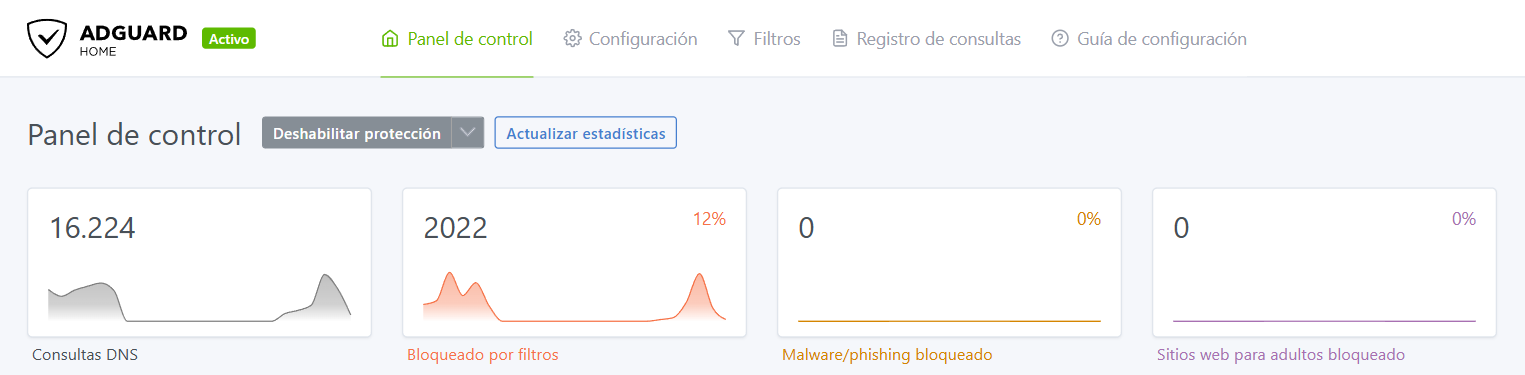 ADGUARD
HOME
Activo
Panel de control
Configuración
Filtros
Registro de consultas
Guía de configuración
Panel de control
Deshabilitar protección
Actualizar estadísticas
16.224
2022
12%
0
0%
0
0%
Consultas DNS
Bloqueado por filtros
Malware/phishing bloqueado
Sitios web para adultos bloqueado